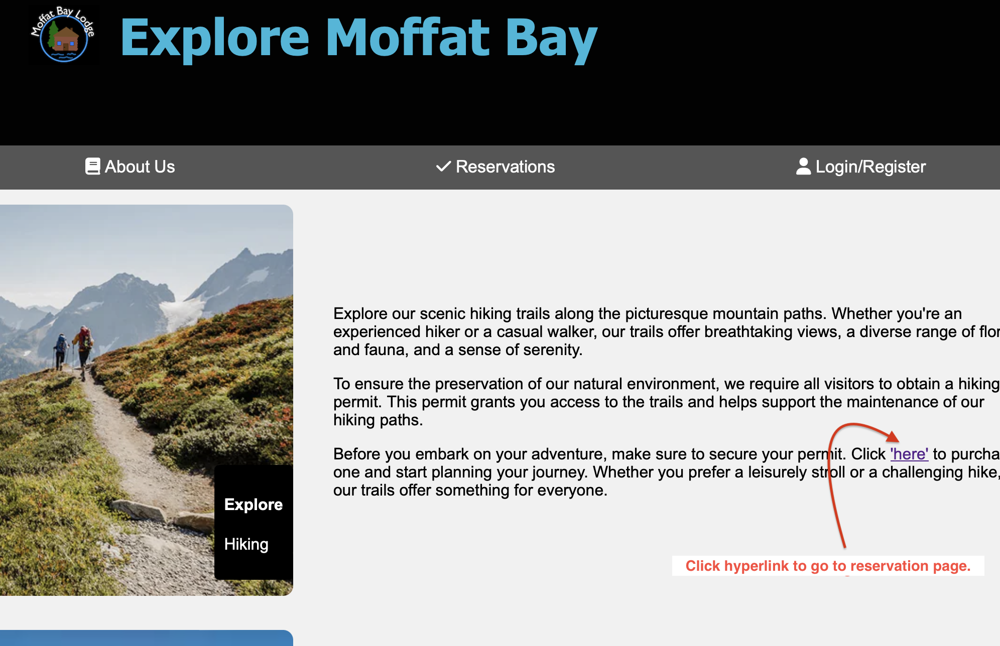 Moffat Bay Lodge
Explore Moffat Bay
About Us
Reservations
Login/Register
Explore our scenic hiking trails along the picturesque mountain paths. Whether you're an
experienced hiker or a casual walker, our trails offer breathtaking views, a diverse range of
and fauna, and a sense of serenity.
To ensure the preservation of our natural environment, we require all visitors to obtain a hiking
permit. This permit grants you access to the trails and helps support the maintenance of our
hiking paths.
Before you embark on your adventure, make sure to secure your permit. Click 'here' to
one and start planning your journey. Whether you prefer a leisurely stroll or a challenging hike,
our trails offer something for everyone.
Explore
Hiking
Click hyperlink to go to reservation page.